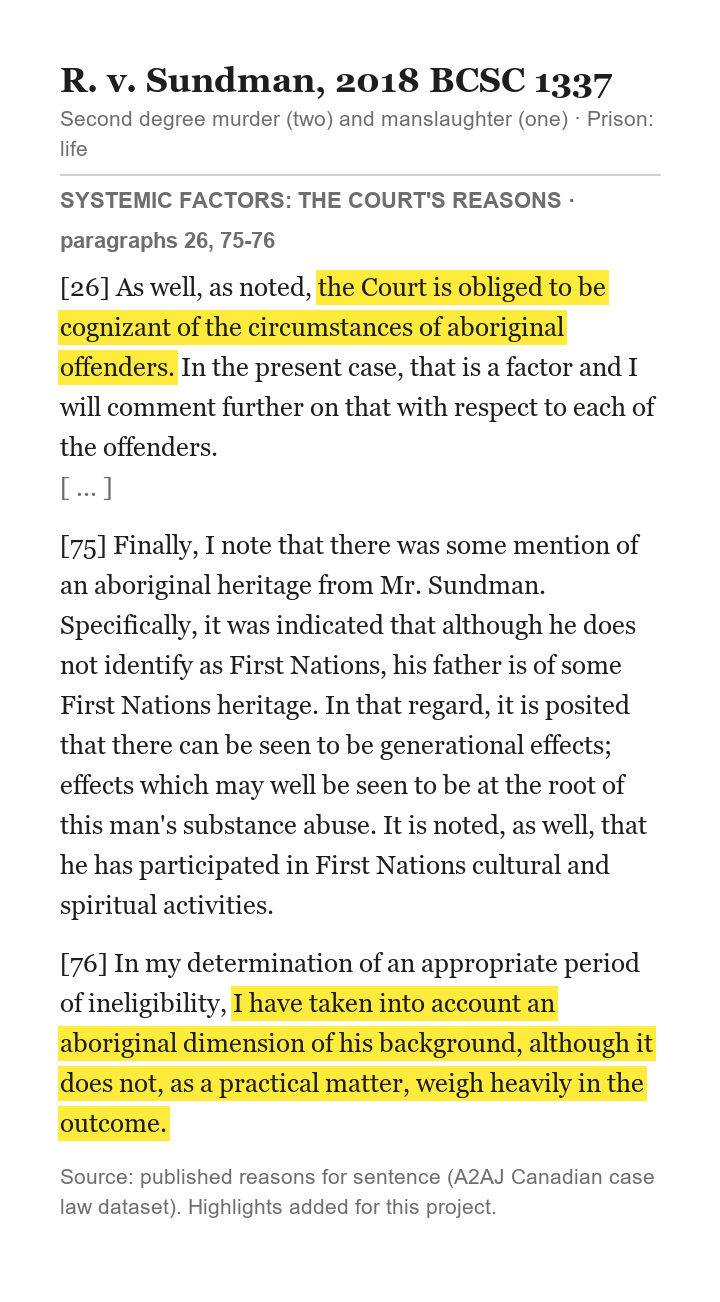 R. v. Sundman, 2018 BCSC 1337
Second degree murder (two) and manslaughter (one) · Prison:
life
SYSTEMIC FACTORS: THE COURT'S REASONS ·
paragraphs 26, 75-76
[26] As well, as noted, the Court is obliged to be
cognizant of the circumstances of aboriginal
offenders. In the present case, that is a factor and I
will comment further on that with respect to each of
the offenders.
[ ... ]
[75] Finally, I note that there was some mention of
an aboriginal heritage from Mr. Sundman.
Specifically, it was indicated that although he does
not identify as First Nations, his father is of some
First Nations heritage. In that regard, it is posited
that there can be seen to be generational effects;
effects which may well be seen to be at the root of
this man's substance abuse. It is noted, as well, that
he has participated in First Nations cultural and
spiritual activities.
[76] In my determination of an appropriate period
of ineligibility, I have taken into account an
aboriginal dimension of his background, although it
does not, as a practical matter, weigh heavily in the
outcome.
Source: published reasons for sentence (A2AJ Canadian case
law dataset). Highlights added for this project.